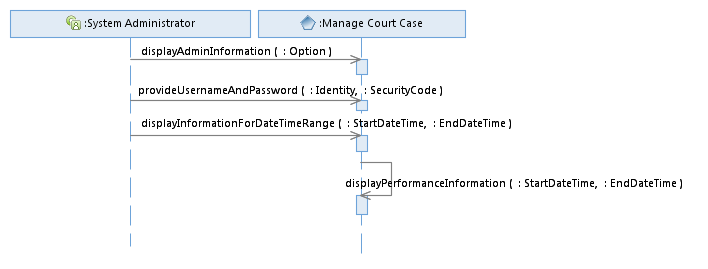 :System Administrator
:Manage Court Case
displayAdminInformation ( : Option )
provideUsernameAndPassword ( : Identity, : SecurityCode )
displayInformationForDateTimeRange ( : StartDateTime, : EndDateTime )
displayPerformanceInformation ( : StartDateTime, : EndDateTime )